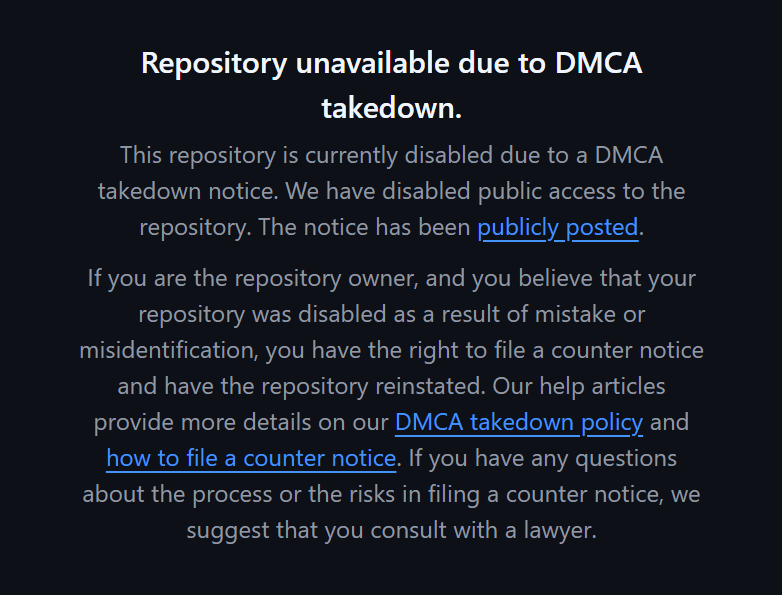 Repository unavailable due to DMCA
takedown.
This repository is currently disabled due to a DMCA
takedown notice. We have disabled public access to the
repository. The notice has been publicly posted.
If you are the repository owner, and you believe that your
repository was disabled as a result of mistake or
misidentification, you have the right to file a counter notice
and have the repository reinstated. Our help articles
provide more details on our DMCA takedown policy and
how to file a counter notice. If you have any questions
about the process or the risks in filing a counter notice, we
suggest that you consult with a lawyer.